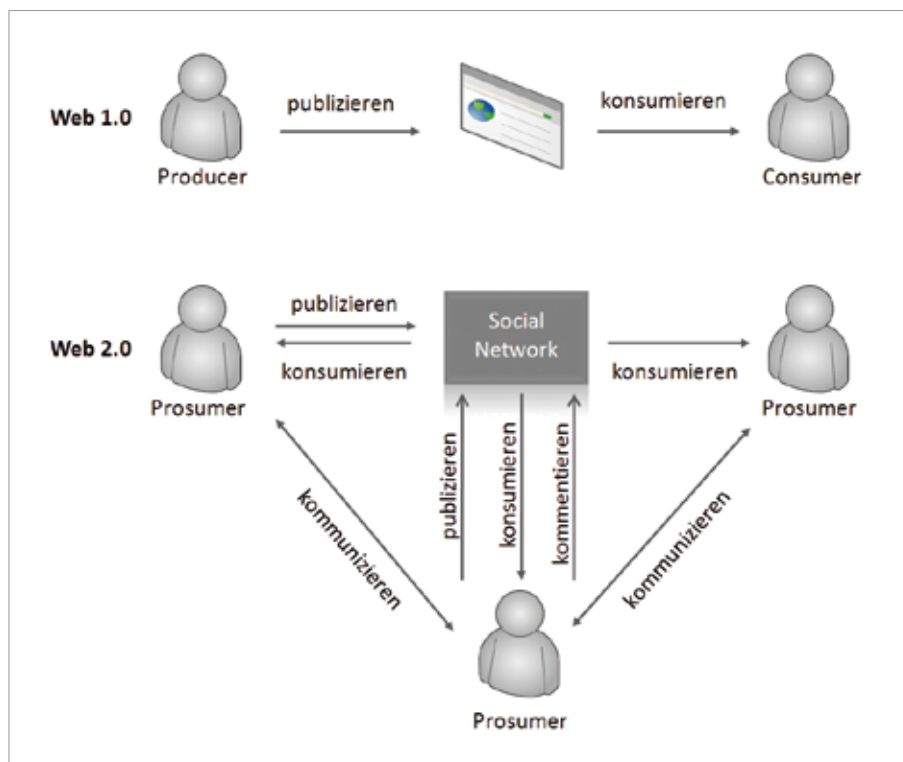 Web 1.0
publizieren
konsumieren
Producer
Consumer
Web 2.0
publizieren
konsumieren
Social
Network
konsumieren
Prosumer
Prosumer
publizieren
konsumieren
kommentieren
kommunizieren
kommunizieren
Prosumer